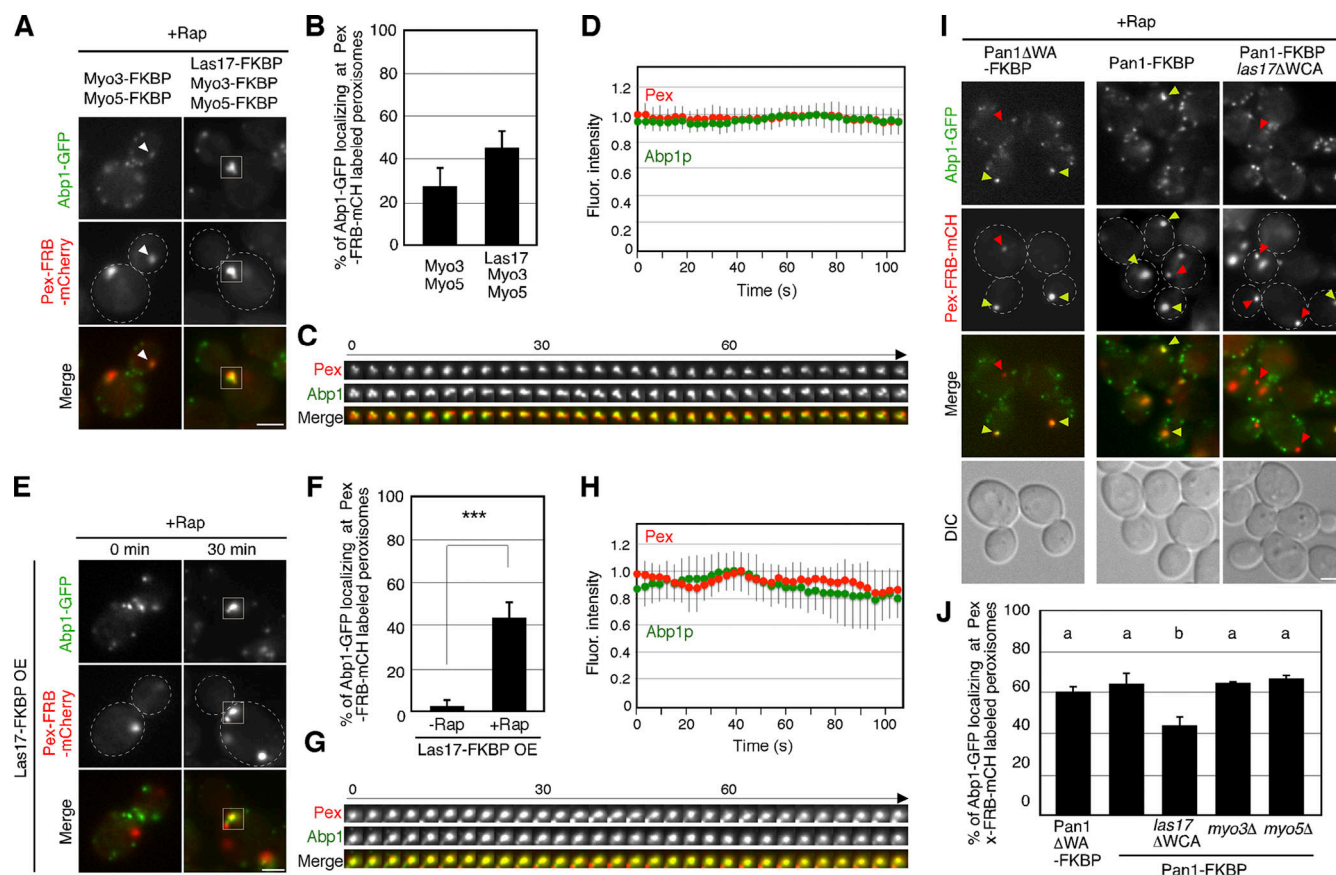 A
+Rap
Myo3-FKBP
Myo5-FKBP
Las17-FKBP
Myo3-FKBP
Myo5-FKBP
Abp1-GFP
Pex-FRB
-mCherry
Merge
B
% of Abp1-GFP localizing at Pex
-FRB-mCH labeled peroxisomes
100
80
60
40
20
0
Myo3
Myo5
Las17
Myo3
Myo5
C
0
30
60
Pex
Abp1
Merge
D
Fluor. intensity
1.2
1.0
0.8
0.6
0.4
0.2
0
Pex
Abp1p
0
20
40
60
80
100
Time (s)
E
+Rap
0 min
30 min
Las17-FKBP OE
Abp1-GFP
Pex-FRB
-mCherry
Merge
F
% of Abp1-GFP localizing at Pex
-FRB-mCH labeled peroxisomes
100
80
60
40
20
0
***
-Rap
+Rap
Las17-FKBP OE
G
0
30
60
Pex
Abp1
Merge
H
Fluor. intensity
1.2
1.0
0.8
0.6
0.4
0.2
0
Pex
Abp1p
0
20
40
60
80
100
Time (s)
I
+Rap
Pan1ΔWA
-FKBP
Pan1-FKBP
Pan1-FKBP
las17ΔWCA
Abp1-GFP
Pex-FRB-mCH
Merge
DIC
J
% of Abp1-GFP localizing at Pex
x-FRB-mCH labeled peroxisomes
80
60
40
60
80
0
a
a
b
a
a
Pan1
ΔWA
-FKBP
las17
ΔWCA
myo3Δ
myo5Δ
Pan1-FKBP